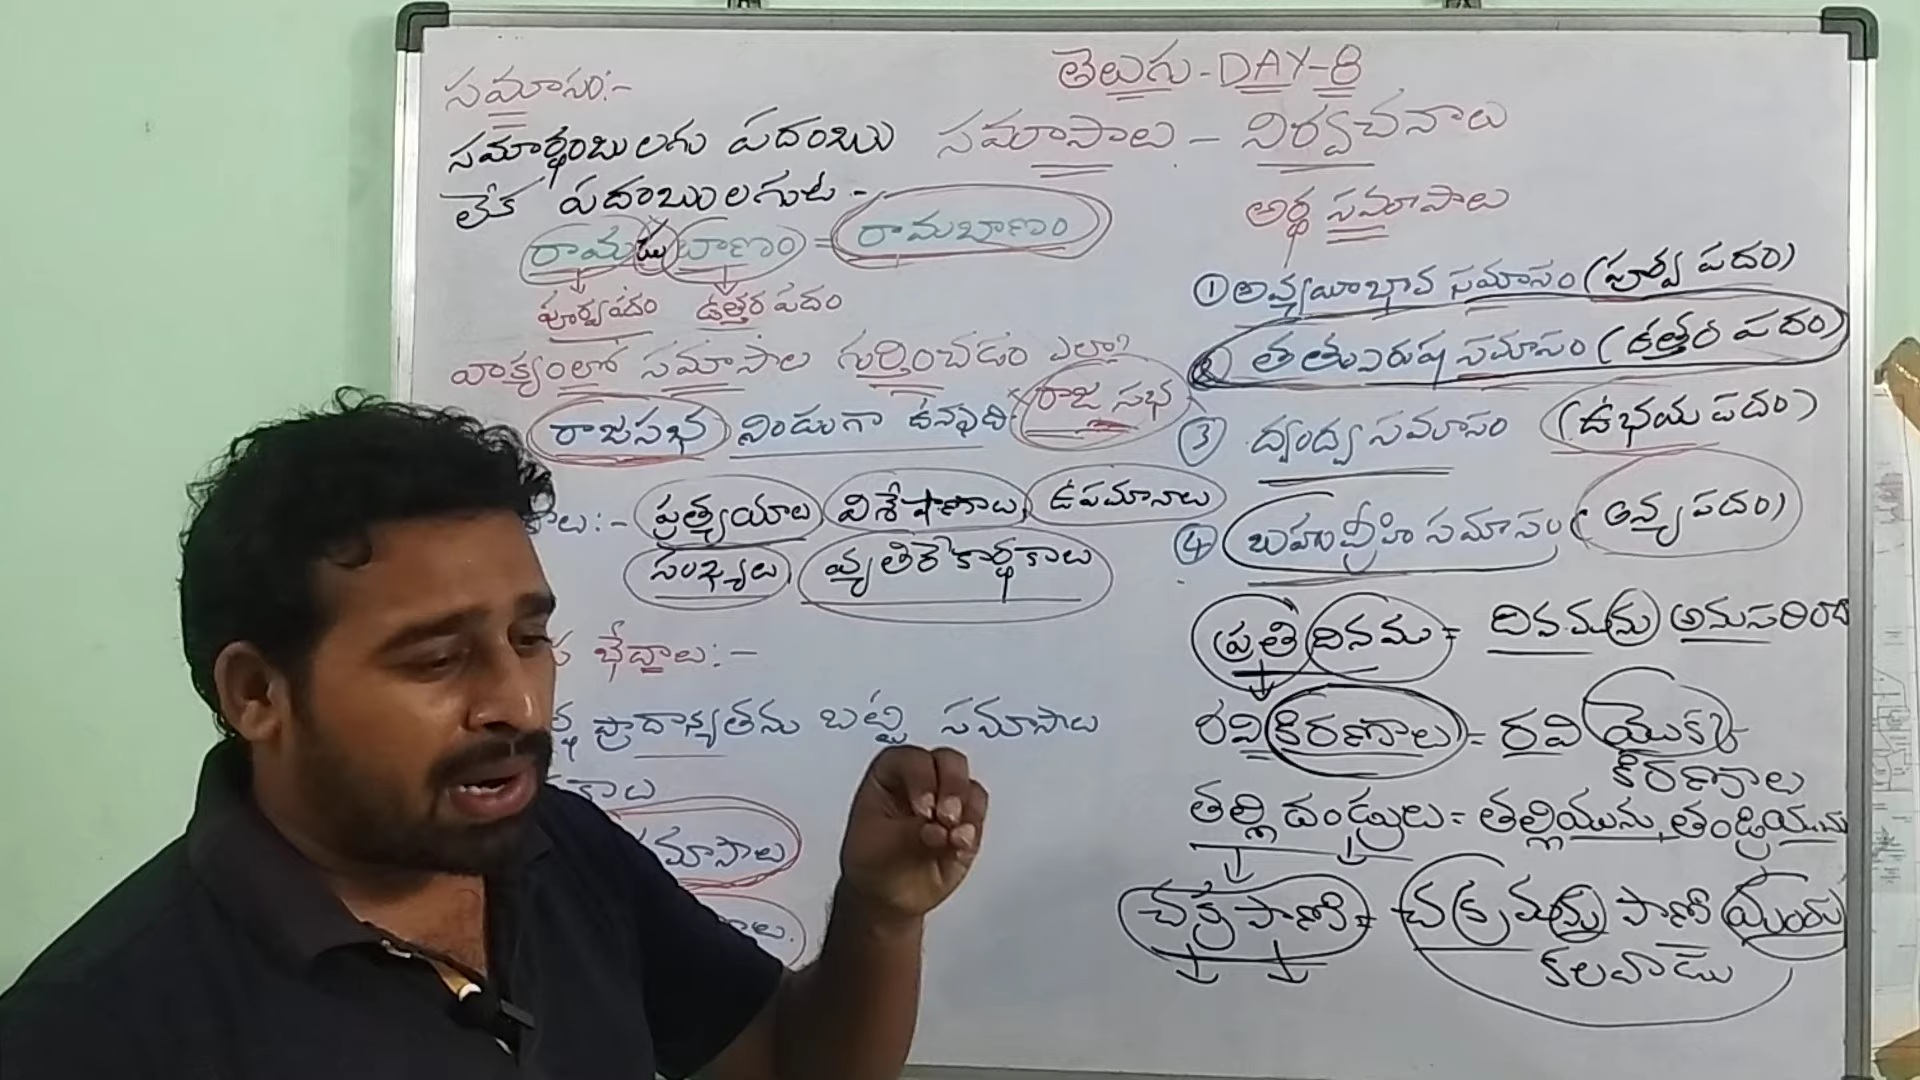 తెలుగు-DAY-8
సమాసాలు - నిర్వచనాలు
సమాసం:-
సమార్థంబులగు పదంబు
లేక పదంబులగుట -
రాముడు బాణం = రామబాణం
పూర్వపదం ఉత్తర పదం
వాక్యంలో సమాసాల గుర్తించడం ఎల్లా?
రాజసభ నిండుగా ఉన్నది. రాజ సభ
ప్రత్యయాలు, విశేషణాలు, ఉపమానాలు
సంఖ్యలు, వ్యతిరేకార్థకాలు
భేదాలు:-
ప్రాదాన్యతను బట్టి సమాసాలు
అర్థ సమాసాలు
① అవ్యయీభావ సమాసం (పూర్వ పదం)
② తత్పురుష సమాసం (ఉత్తర పదం)
③ ద్వంద్వ సమాసం (ఉభయ పదం)
④ బహువ్రీహి సమాసం (అన్య పదం)
ప్రతి దినము = దినమును
రవి కిరణాలు = రవి యొక్క
కిరణాలు
తల్లి దండ్రులు = తల్లియును, తండ్రియును
చక్రపాణి = చక్రము పాణి యందు
కలవాడు